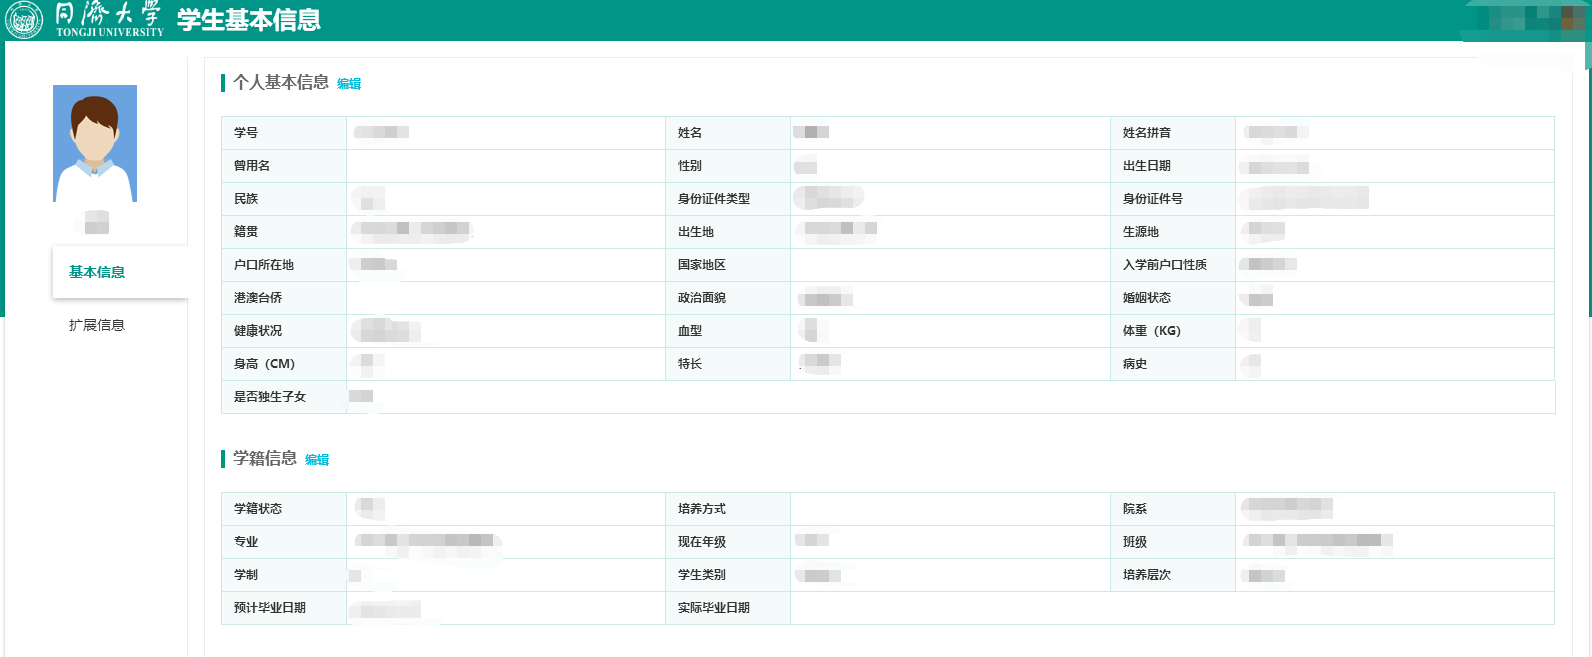 同濟大学
TONGJI UNIVERSITY
学生基本信息
基本信息
扩展信息
个人基本信息 编辑
学号 姓名 姓名拼音
曾用名 性别 出生日期
民族 身份证件类型 身份证件号
籍贯 出生地 生源地
户口所在地 国家地区 入学前户口性质
港澳台侨 政治面貌 婚姻状态
健康状况 血型 体重（KG）
身高（CM） 特长 病史
是否独生子女
学籍信息 编辑
学籍状态 培养方式 院系
专业 现在年级 班级
学制 学生类别 培养层次
预计毕业日期 实际毕业日期